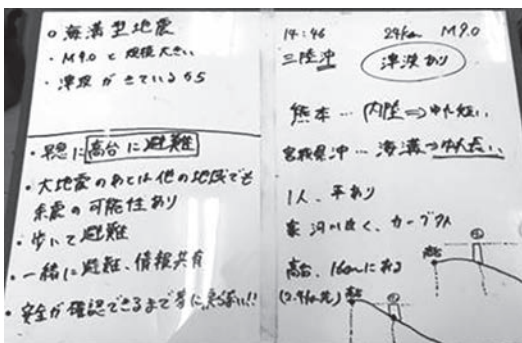 ○ 海溝型地震
・M9.0と規模大きい
・津波がきているから
・早急に高台に避難
・大地震のあとは他の地域でも
余震の可能性あり
・歩いて避難
・一緒に避難、情報共有
・安全が確認できるまで家に戻らない!!
14:46 24km M9.0
三陸沖 津波あり
熊本… 内陸⇒ゆれ短い
宮城県沖… 海溝⇒ゆれ長い
1人、車あり
家 河川近く、カーブ
高台、16mにある